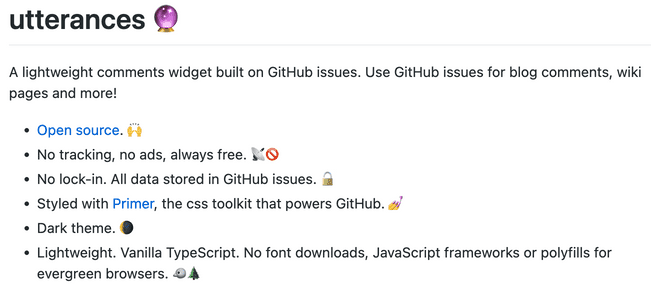 utterances 🔮
A lightweight comments widget built on GitHub issues. Use GitHub issues for blog comments, wiki
pages and more!
• Open source. 🙌
• No tracking, no ads, always free. 📡🚫
• No lock-in. All data stored in GitHub issues. 🔓
• Styled with Primer, the css toolkit that powers GitHub. 💅
• Dark theme. 🌘
• Lightweight. Vanilla TypeScript. No font downloads, JavaScript frameworks or polyfills for
evergreen browsers. 🐦🌲